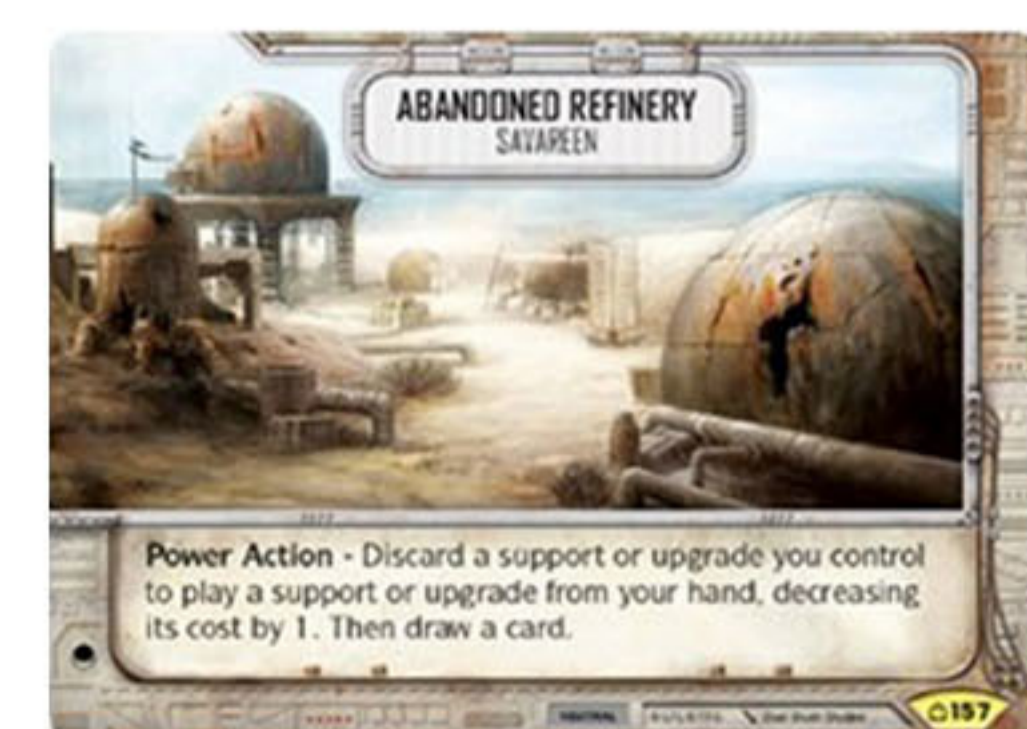 ABANDONED REFINERY
SAVAREEN
Power Action - Discard a support or upgrade you control
to play a support or upgrade from your hand, decreasing
its cost by 1. Then draw a card.
NEUTRAL
157